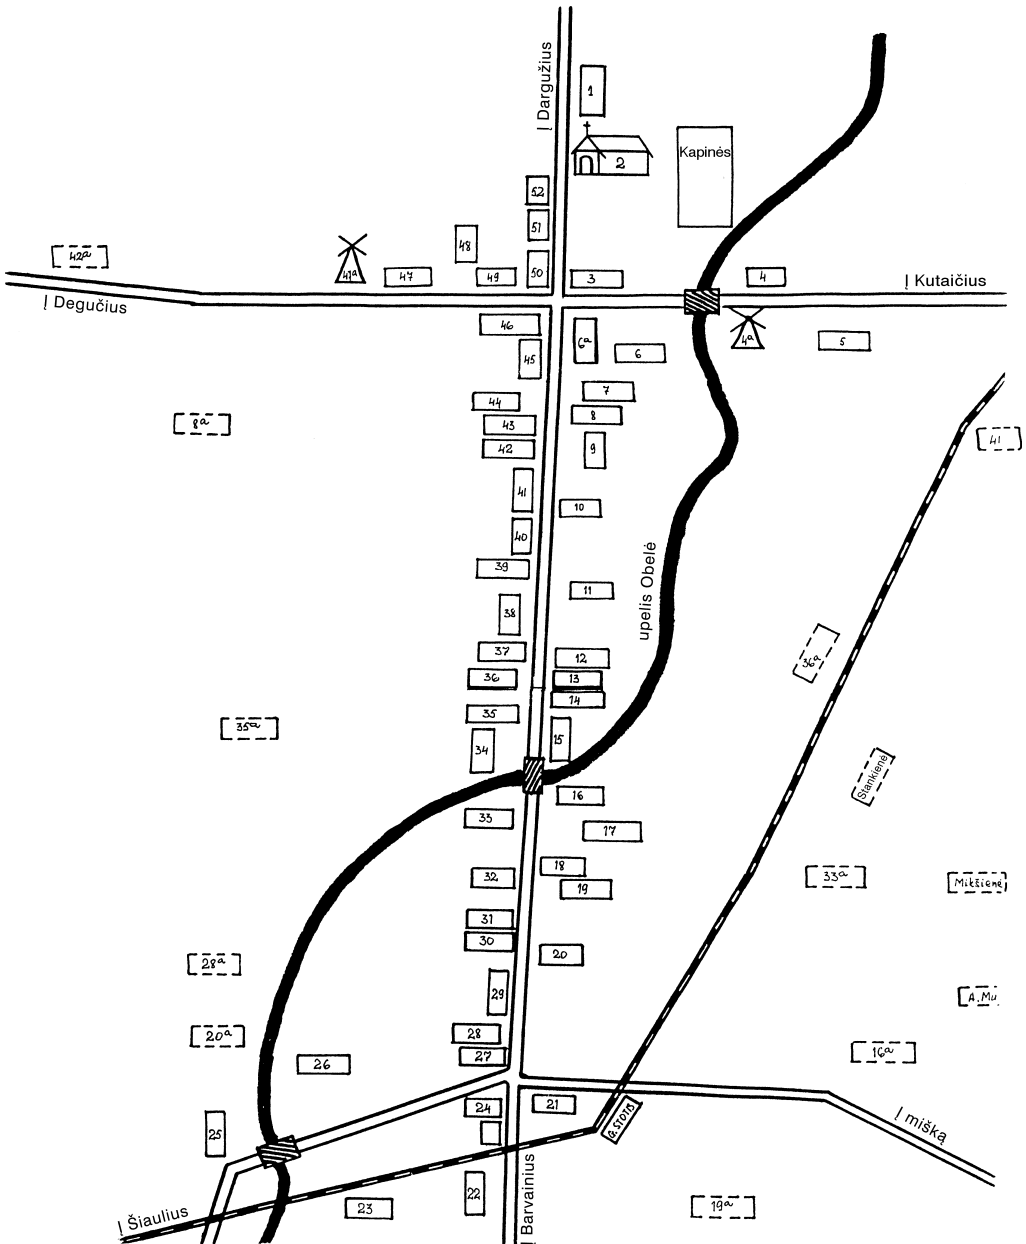 Į Dargužius
1
2
Kapinės
52
51
48
42a
41a
47
49
50
3
4
Į Kutaičius
Į Degučius
46
6a
4a
5
45
6
7
44
8
8a
43
41
42
9
41
10
40
39
upelis Obelė
11
38
37
12
36a
36
13
14
35
35a
15
34
Stankienė
16
33
17
18
32
19
33a
Mikšienė
31
30
20
28a
29
A.Mu
28
20a
27
26
16a
24
21
G.STOTIS
Į mišką
25
22
23
19a
Į Šiaulius
Į Barvainius